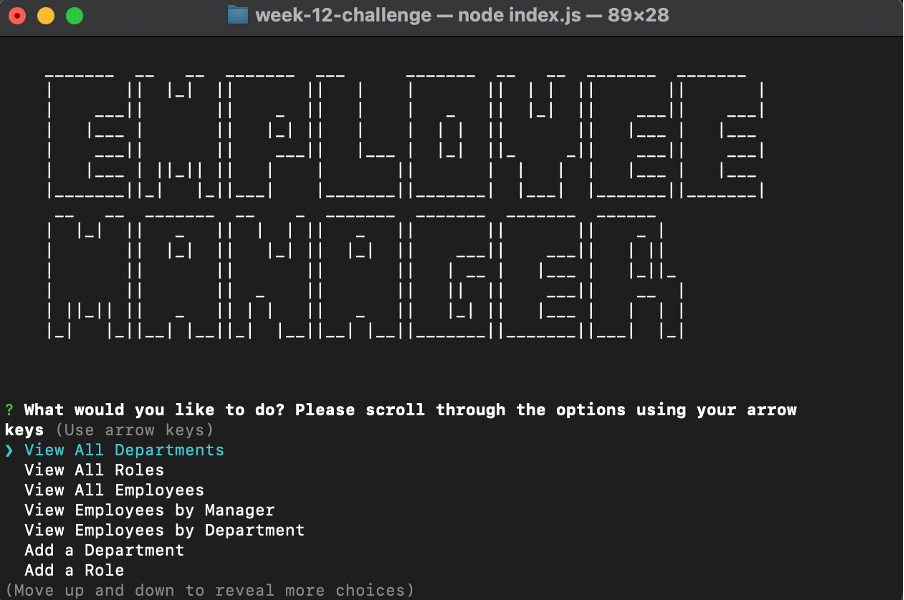 week-12-challenge — node index.js — 89×28
EMPLOYEE
MANAGER
? What would you like to do? Please scroll through the options using your arrow
keys (Use arrow keys)
❯ View All Departments
View All Roles
View All Employees
View Employees by Manager
View Employees by Department
Add a Department
Add a Role
(Move up and down to reveal more choices)